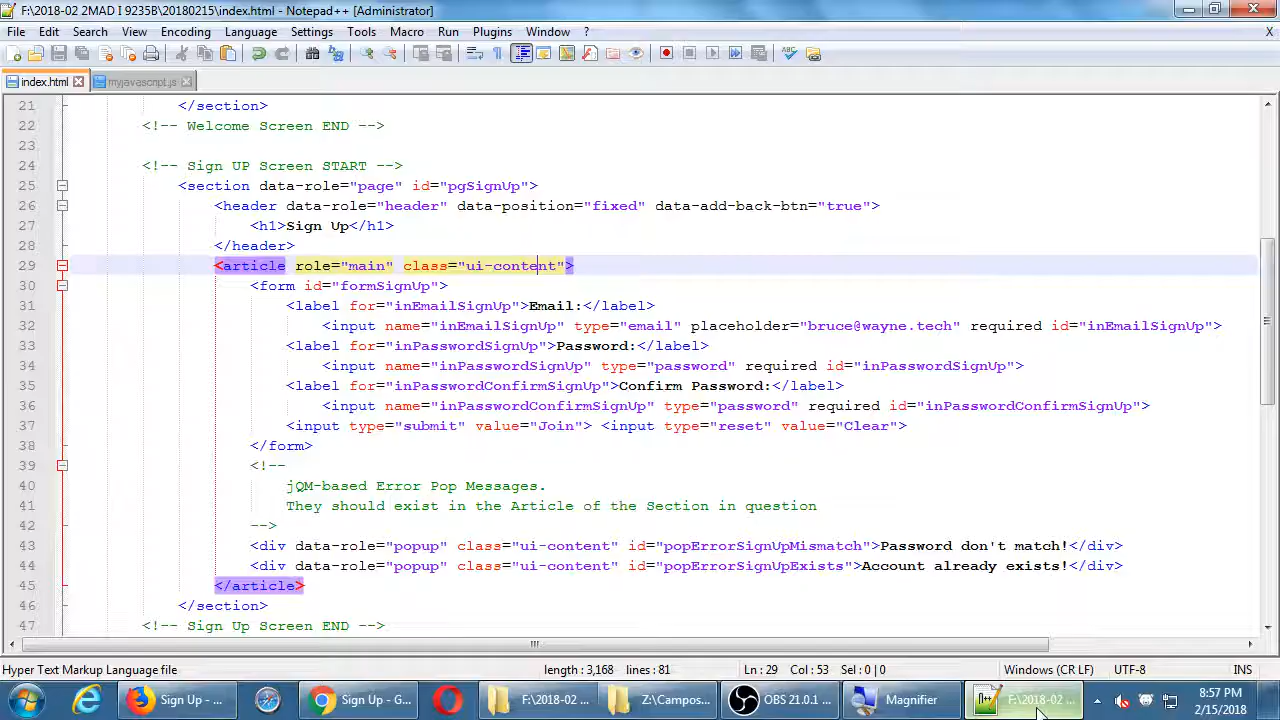 F:\2018-02 2MAD I 9235B\20180215\index.html - Notepad++ [Administrator]
File Edit Search View Encoding Language Settings Tools Macro Run Plugins Window ? X
index.html myjavascript.js
21 </section>
22 <!-- Welcome Screen END -->
23
24 <!-- Sign UP Screen START -->
25 <section data-role="page" id="pgSignUp">
26 <header data-role="header" data-position="fixed" data-add-back-btn="true">
27 <h1>Sign Up</h1>
28 </header>
29 <article role="main" class="ui-content">
30 <form id="formSignUp">
31 <label for="inEmailSignUp">Email:</label>
32 <input name="inEmailSignUp" type="email" placeholder="bruce@wayne.tech" required id="inEmailSignUp">
33 <label for="inPasswordSignUp">Password:</label>
34 <input name="inPasswordSignUp" type="password" required id="inPasswordSignUp">
35 <label for="inPasswordConfirmSignUp">Confirm Password:</label>
36 <input name="inPasswordConfirmSignUp" type="password" required id="inPasswordConfirmSignUp">
37 <input type="submit" value="Join"> <input type="reset" value="Clear">
38 </form>
39 <!--
40 jQM-based Error Pop Messages.
41 They should exist in the Article of the Section in question
42 -->
43 <div data-role="popup" class="ui-content" id="popErrorSignUpMismatch">Password don't match!</div>
44 <div data-role="popup" class="ui-content" id="popErrorSignUpExists">Account already exists!</div>
45 </article>
46 </section>
47 <!-- Sign Up Screen END -->
Hyper Text Markup Language file length : 3,168 lines : 81 Ln : 29 Col : 53 Sel : 0 | 0 Windows (CR LF) UTF-8 INS
Sign Up - ... Sign Up - G... F:\2018-02 ... Z:\Campos... OBS 21.0.1 ... Magnifier F:\2018-02 ... 8:57 PM
2/15/2018